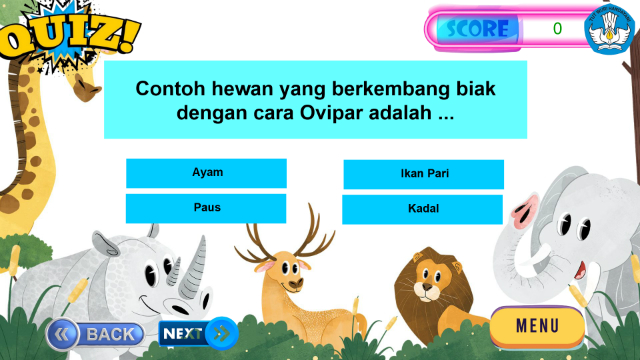 QUIZ!
SCORE
0
Contoh hewan yang berkembang biak
dengan cara Ovipar adalah ...
Ayam
Ikan Pari
Paus
Kadal
BACK
NEXT
MENU